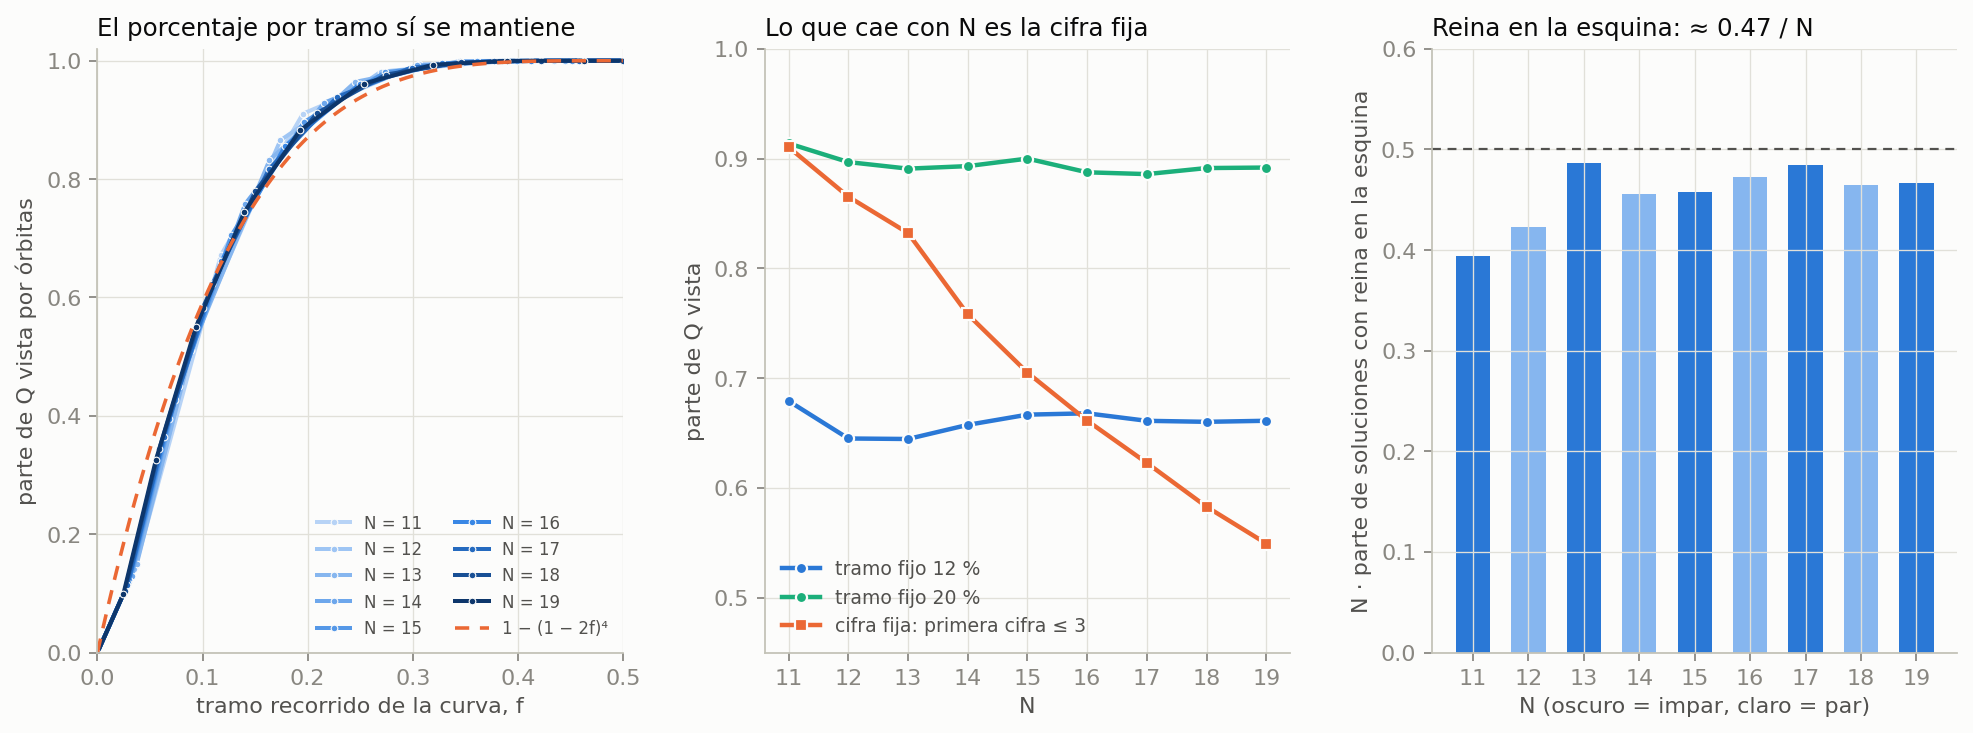 El porcentaje por tramo sí se mantiene
parte de Q vista por órbitas
1.0
0.8
0.6
0.4
0.2
0.0
0.0 0.1 0.2 0.3 0.4 0.5
tramo recorrido de la curva, f
N = 11
N = 12
N = 13
N = 14
N = 15
N = 16
N = 17
N = 18
N = 19
1 − (1 − 2f)⁴
Lo que cae con N es la cifra fija
parte de Q vista
1.0
0.9
0.8
0.7
0.6
0.5
11 12 13 14 15 16 17 18 19
N
tramo fijo 12 %
tramo fijo 20 %
cifra fija: primera cifra ≤ 3
Reina en la esquina: ≈ 0.47 / N
N · parte de soluciones con reina en la esquina
0.6
0.5
0.4
0.3
0.2
0.1
0.0
11 12 13 14 15 16 17 18 19
N (oscuro = impar, claro = par)